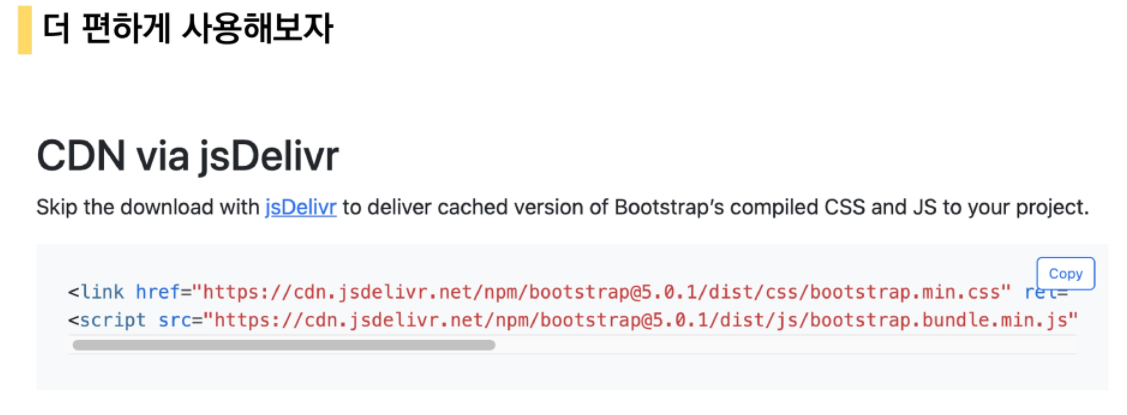 더 편하게 사용해보자
CDN via jsDelivr
Skip the download with jsDelivr to deliver cached version of Bootstrap's compiled CSS and JS to your project.
Copy
<link href="https://cdn.jsdelivr.net/npm/bootstrap@5.0.1/dist/css/bootstrap.min.css" rel=
<script src="https://cdn.jsdelivr.net/npm/bootstrap@5.0.1/dist/js/bootstrap.bundle.min.js"